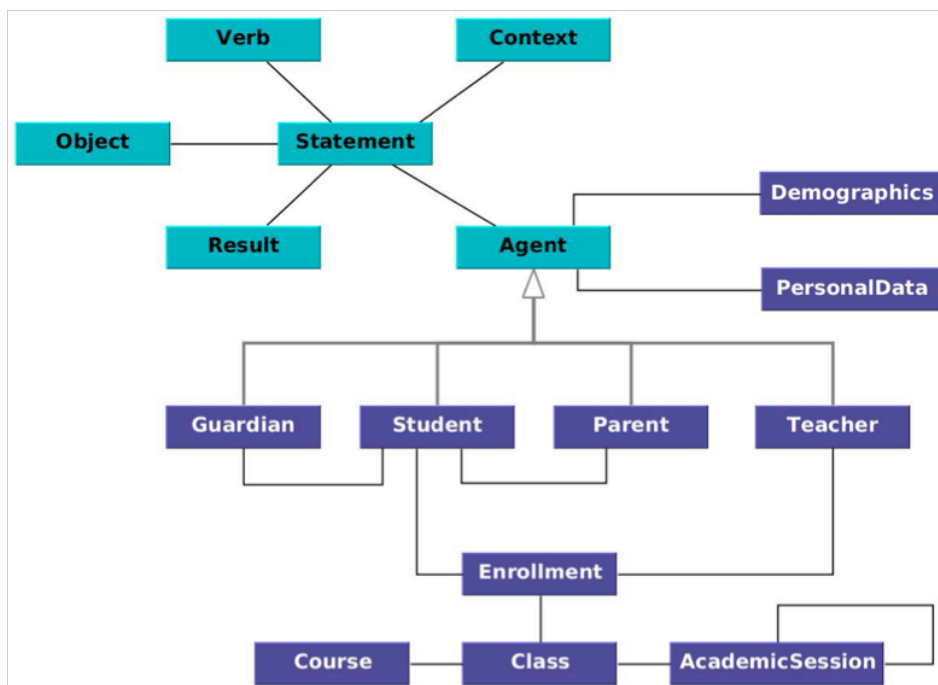 Verb
Context
Object
Statement
Demographics
Result
Agent
PersonalData
Guardian
Student
Parent
Teacher
Enrollment
Course
Class
AcademicSession